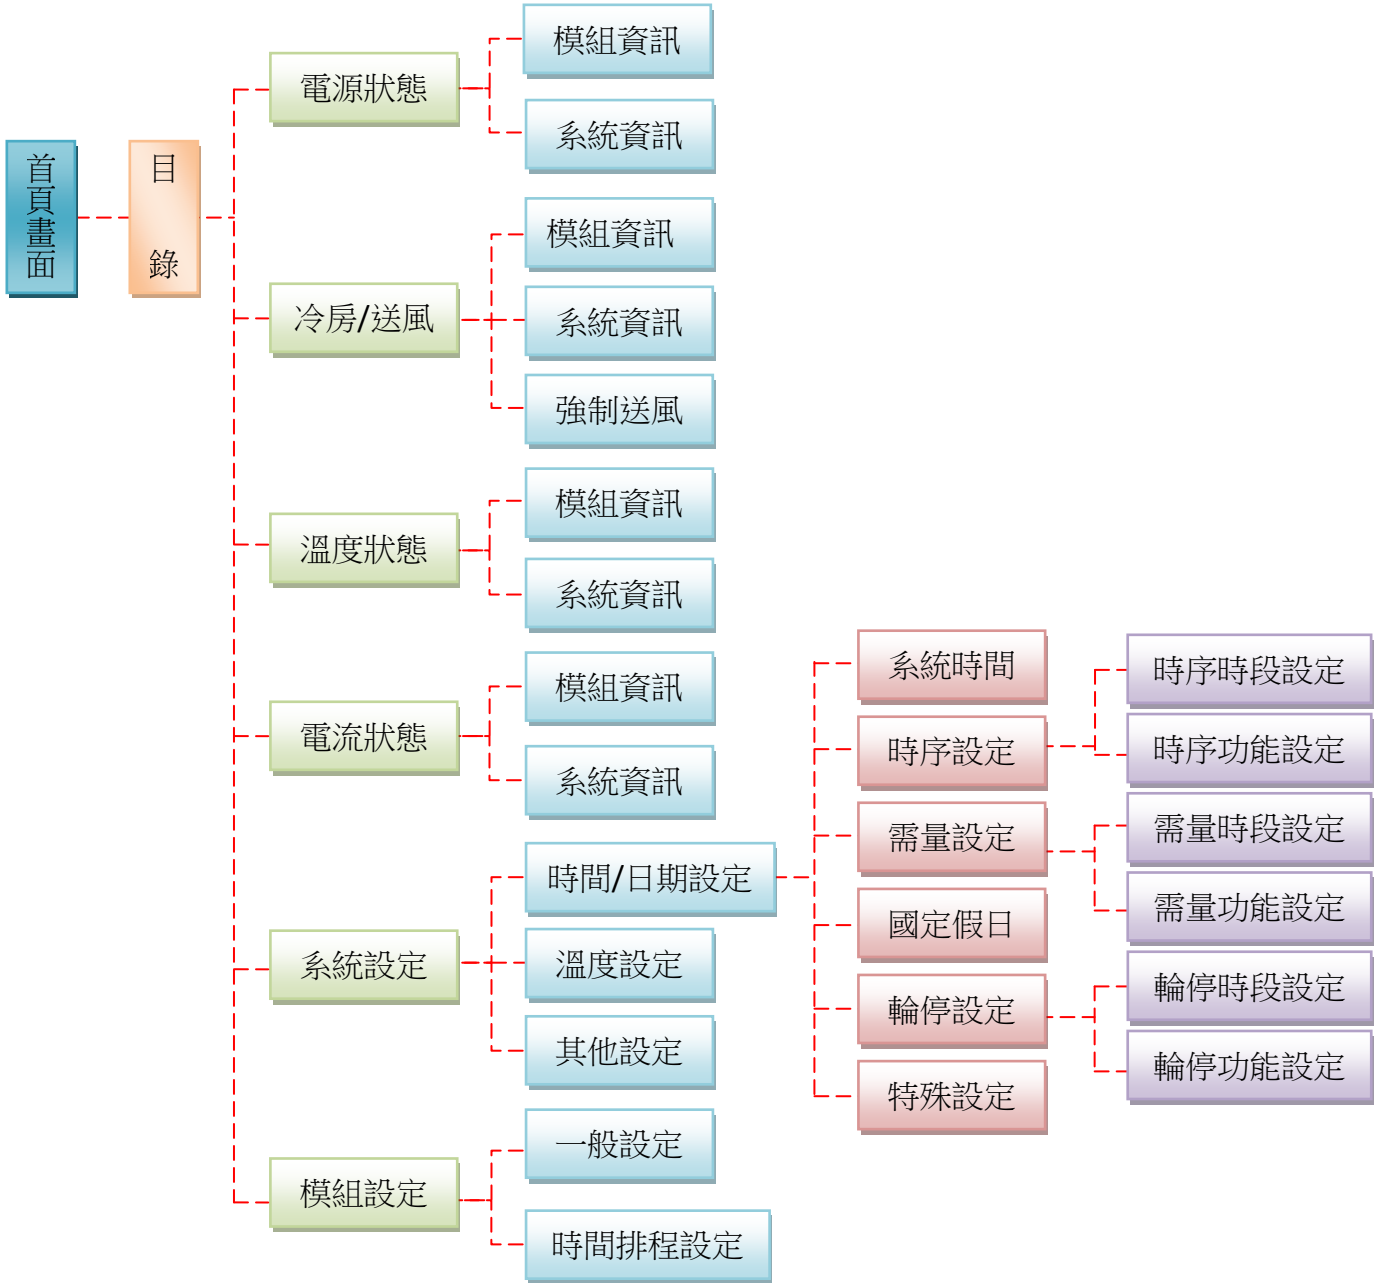 首頁畫面
目錄
電源狀態
模組資訊
系統資訊
冷房/送風
模組資訊
系統資訊
強制送風
溫度狀態
模組資訊
系統資訊
電流狀態
模組資訊
系統資訊
系統設定
時間/日期設定
系統時間
時序設定
時序時段設定
時序功能設定
需量設定
需量時段設定
需量功能設定
國定假日
輪停設定
輪停時段設定
輪停功能設定
特殊設定
溫度設定
其他設定
模組設定
一般設定
時間排程設定